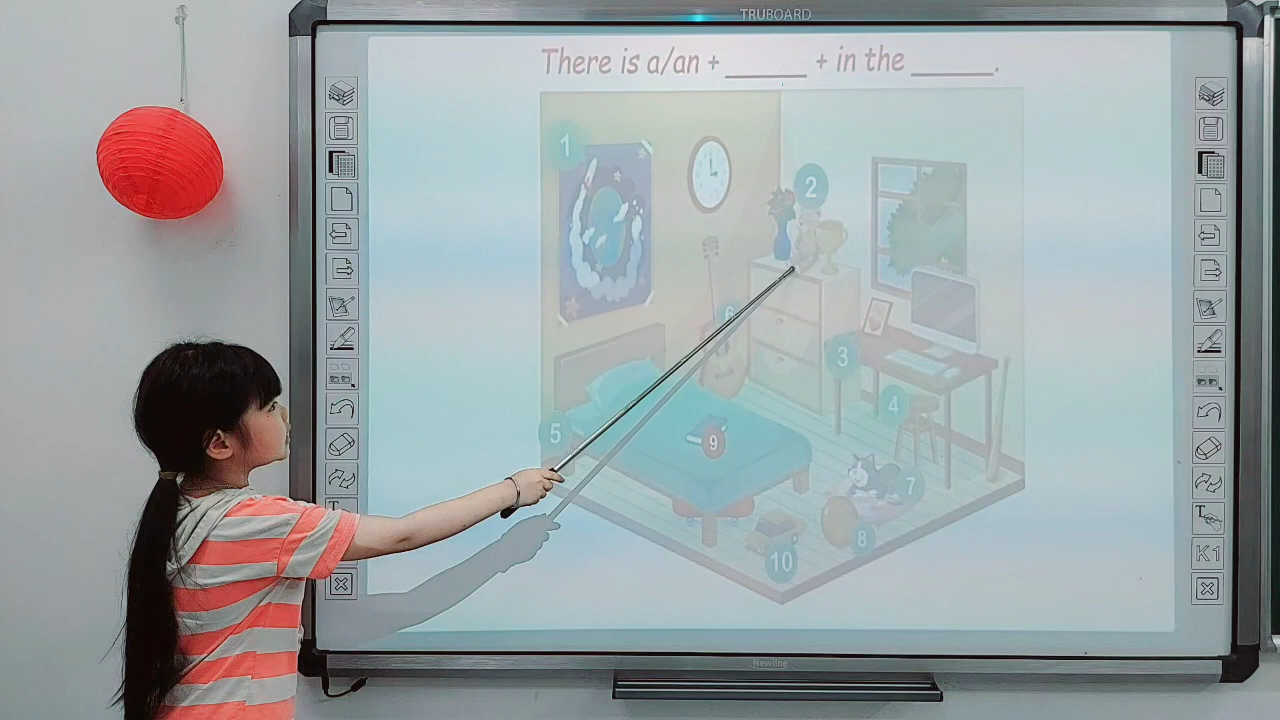 TRUBOARD
There is a/an + ______ + in the ______.
1
2
6
3
4
5
9
7
8
10
T
T
K1
Newline